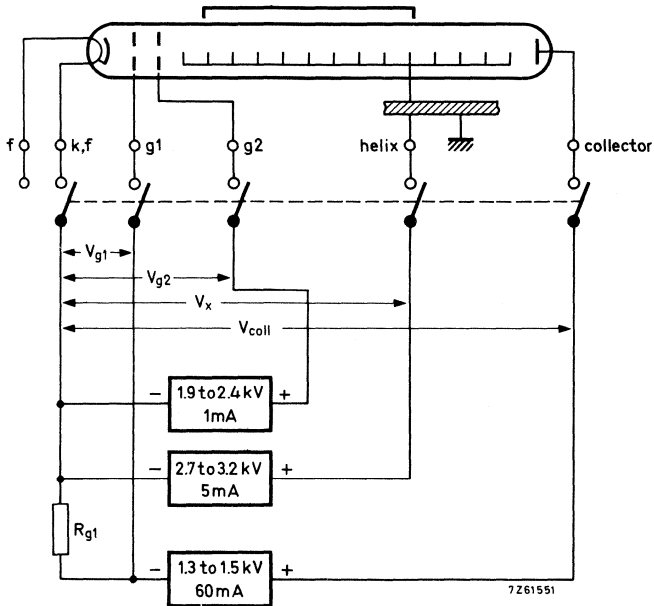 f k,f g1 g2 helix collector
Vg1
Vg2
Vx
Vcoll
− 1.9 to 2.4 kV +
1mA
− 2.7 to 3.2 kV +
5mA
Rg1
− 1.3 to 1.5 kV +
60mA
7Z61551